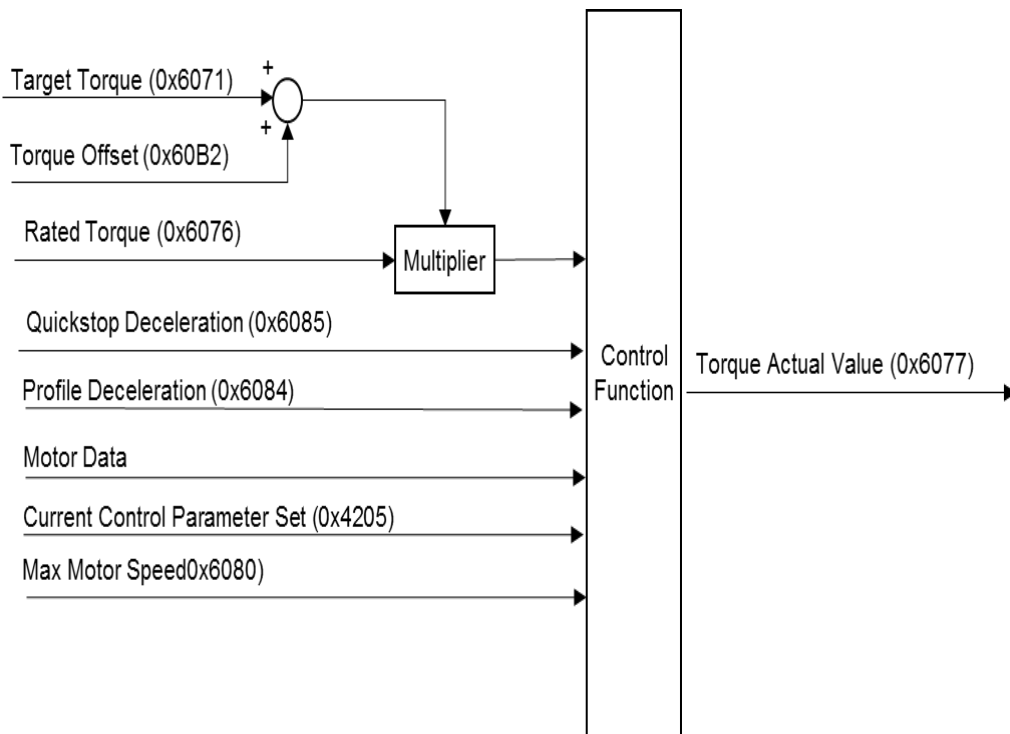 +
Target Torque (0x6071)
+
Torque Offset (0x60B2)
Rated Torque (0x6076)
Multiplier
Quickstop Deceleration (0x6085)
Control
Function
Torque Actual Value (0x6077)
Profile Deceleration (0x6084)
Motor Data
Current Control Parameter Set (0x4205)
Max Motor Speed0x6080)